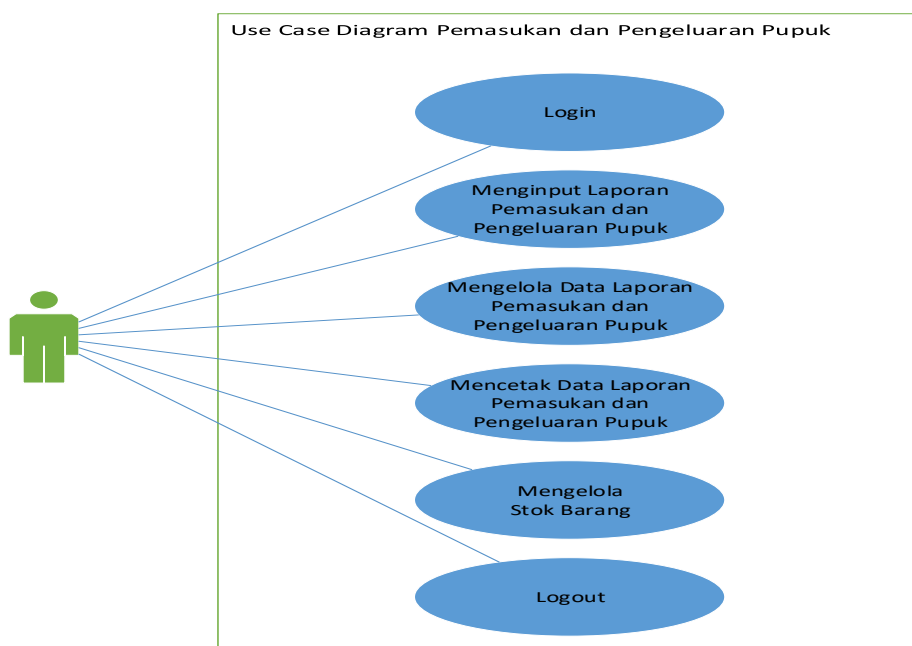 Use Case Diagram Pemasukan dan Pengeluaran Pupuk
Login
Menginput Laporan
Pemasukan dan
Pengeluaran Pupuk
Mengelola Data Laporan
Pemasukan dan
Pengeluaran Pupuk
Mencetak Data Laporan
Pemasukan dan
Pengeluaran Pupuk
Mengelola
Stok Barang
Logout